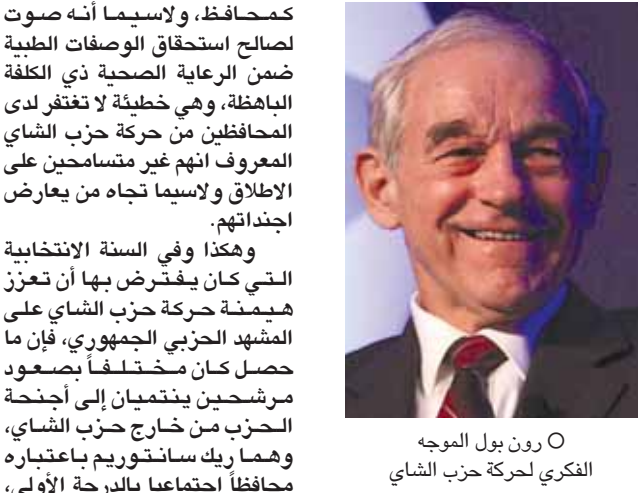 كمحافظ، ولاسيما أنه صوت
لصالح استحقاق الوصفات الطبية
ضمن الرعاية الصحية ذي الكلفة
الباهظة، وهي خطيئة لا تغتفر لدى
المحافظين من حركة حزب الشاي
المعروف انهم غير متسامحين على
الاطلاق ولاسيما تجاه من يعارض
اجنداتهم.
وهكذا وفي السنة الانتخابية
التي كان يفترض بها أن تعزز
هيمنة حركة حزب الشاي على
المشهد الحزبي الجمهوري، فإن ما
حصل كان مختلفاً بصعود
مرشحين ينتميان إلى أجنحة
الحزب من خارج حزب الشاي،
وهما ريك سانتوريم باعتباره
محافظاً اجتماعيا بالدرجة الأولى،
○ رون بول الموجه
الفكري لحركة حزب الشاي